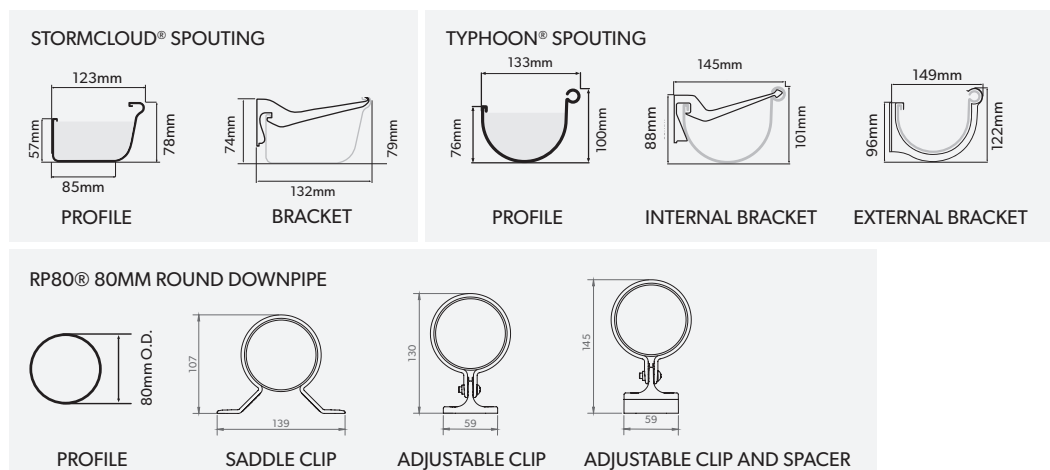 STORMCLOUD® SPOUTING
123mm
57mm
78mm
85mm
PROFILE
74mm
79mm
132mm
BRACKET
TYPHOON® SPOUTING
133mm
76mm
100mm
PROFILE
145mm
88mm
101mm
INTERNAL BRACKET
149mm
96mm
122mm
EXTERNAL BRACKET
RP80® 80MM ROUND DOWNPIPE
80mm O.D.
PROFILE
107
139
SADDLE CLIP
130
59
ADJUSTABLE CLIP
145
59
ADJUSTABLE CLIP AND SPACER